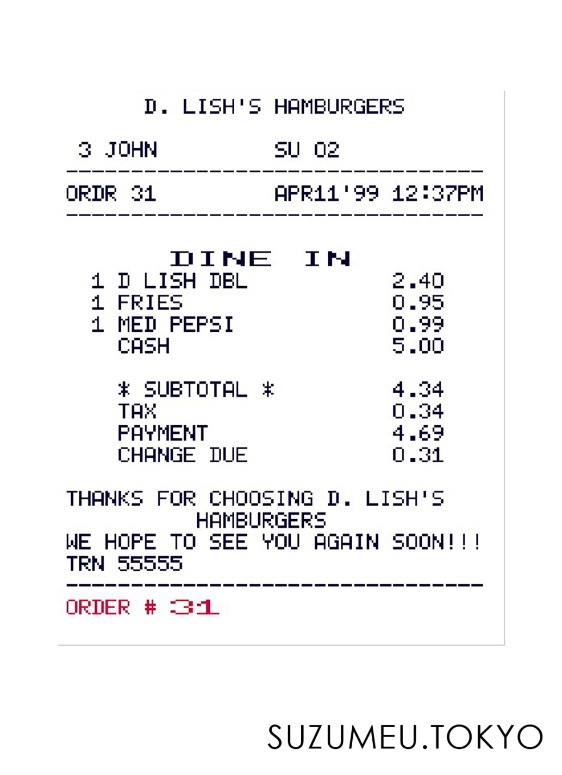 D. LISH'S HAMBURGERS
3 JOHN SU 02
--------------------------------
ORDR 31 APR11'99 12:37PM
--------------------------------
DINE IN
1 D LISH DBL 2.40
1 FRIES 0.95
1 MED PEPSI 0.99
CASH 5.00
* SUBTOTAL * 4.34
TAX 0.34
PAYMENT 4.69
CHANGE DUE 0.31
THANKS FOR CHOOSING D. LISH'S
HAMBURGERS
WE HOPE TO SEE YOU AGAIN SOON!!!
TRN 55555
--------------------------------
ORDER # 31
SUZUMEU.TOKYO